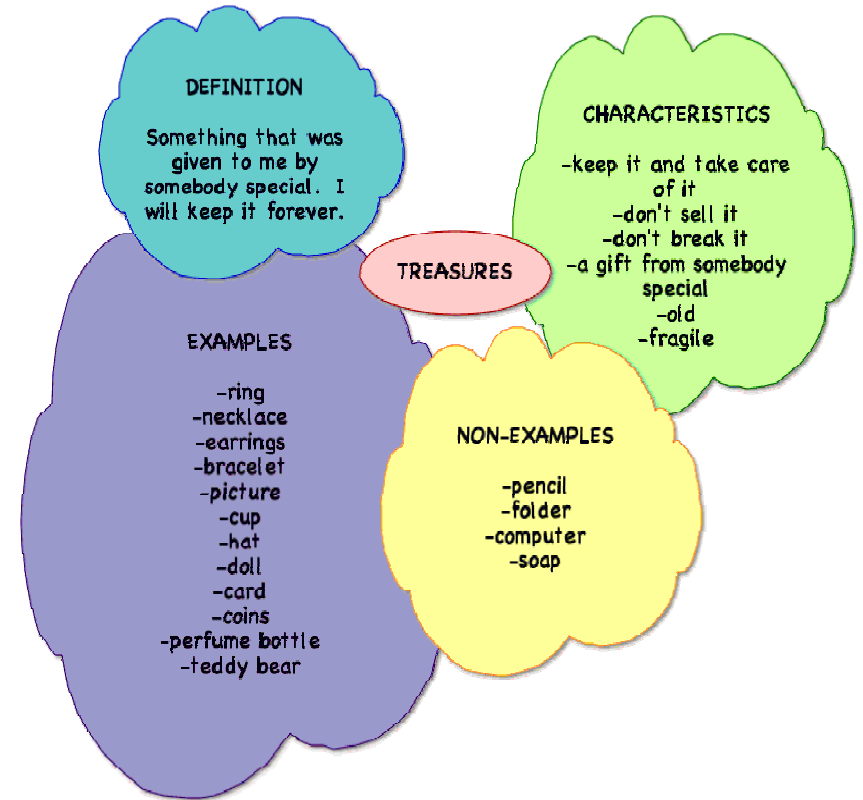 DEFINITION
Something that was
given to me by
somebody special.  I
will keep it forever.
CHARACTERISTICS
-keep it and take care
of it
-don't sell it
-don't break it
-a gift from somebody
special
-old
-fragile
TREASURES
EXAMPLES
-ring
-necklace
-earrings
-bracelet
-picture
-cup
-hat
-doll
-card
-coins
-perfume bottle
-teddy bear
NON-EXAMPLES
-pencil
-folder
-computer
-soap